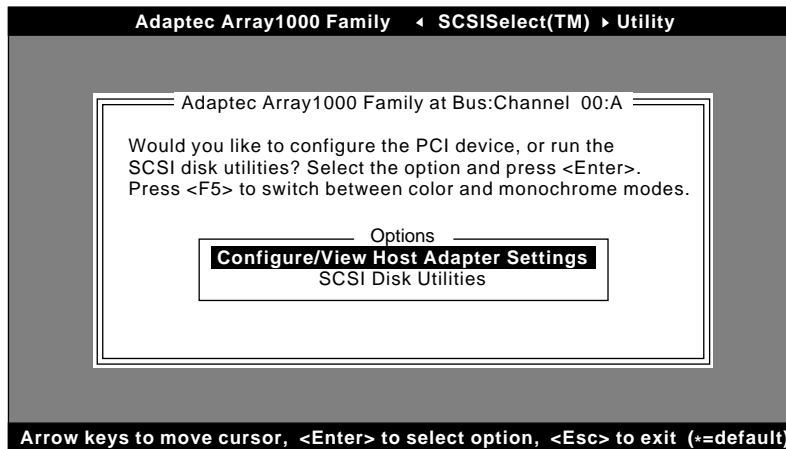 Adaptec Array1000 Family ◂ SCSISelect(TM) ▸ Utility
Adaptec Array1000 Family at Bus:Channel 00:A
Would you like to configure the PCI device, or run the
SCSI disk utilities? Select the option and press <Enter>.
Press <F5> to switch between color and monochrome modes.
Options
Configure/View Host Adapter Settings
SCSI Disk Utilities
Arrow keys to move cursor, <Enter> to select option, <Esc> to exit (*=default)